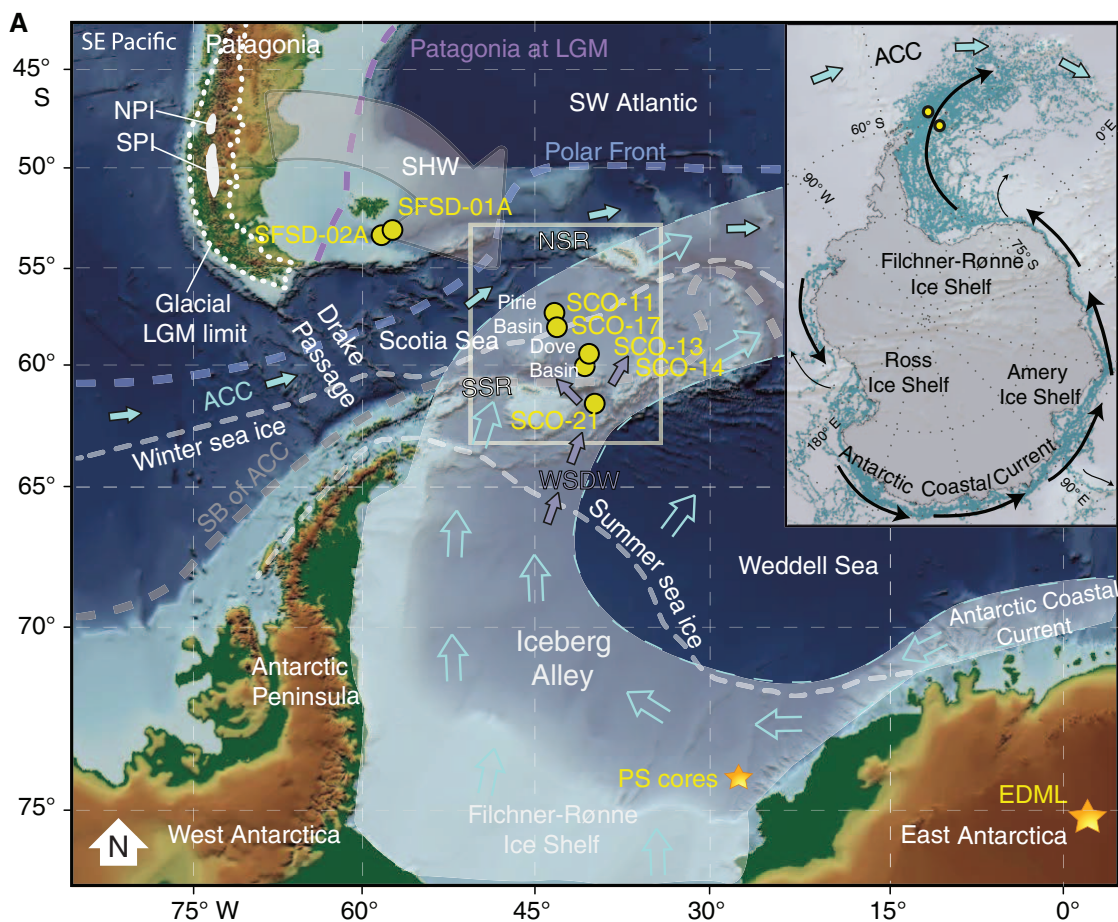 A
SE Pacific
Patagonia
Patagonia at LGM
45°
S
NPI
SPI
SW Atlantic
50°
SHW
Polar Front
SFSD-01A
SFSD-02A
NSR
55°
Glacial
LGM limit
Drake
Passage
Scotia Sea
Pirie
Basin
SCO-11
SCO-17
Dove
Basin
SCO-13
SCO-14
60°
ACC
SSR
SCO-21
Winter sea ice
SB of ACC
WSDW
65°
Summer sea ice
Weddell Sea
70°
Antarctic Coastal
Current
Iceberg
Alley
Antarctic
Peninsula
PS cores
EDML
75°
West Antarctica
Filchner-Rønne
Ice Shelf
East Antarctica
N
75° W
60°
45°
30°
15°
0°
ACC
60° S
0°E
90° W
75°S
Filchner-Rønne
Ice Shelf
Ross
Ice Shelf
Amery
Ice Shelf
180° E
Antarctic Coastal Current
90° E